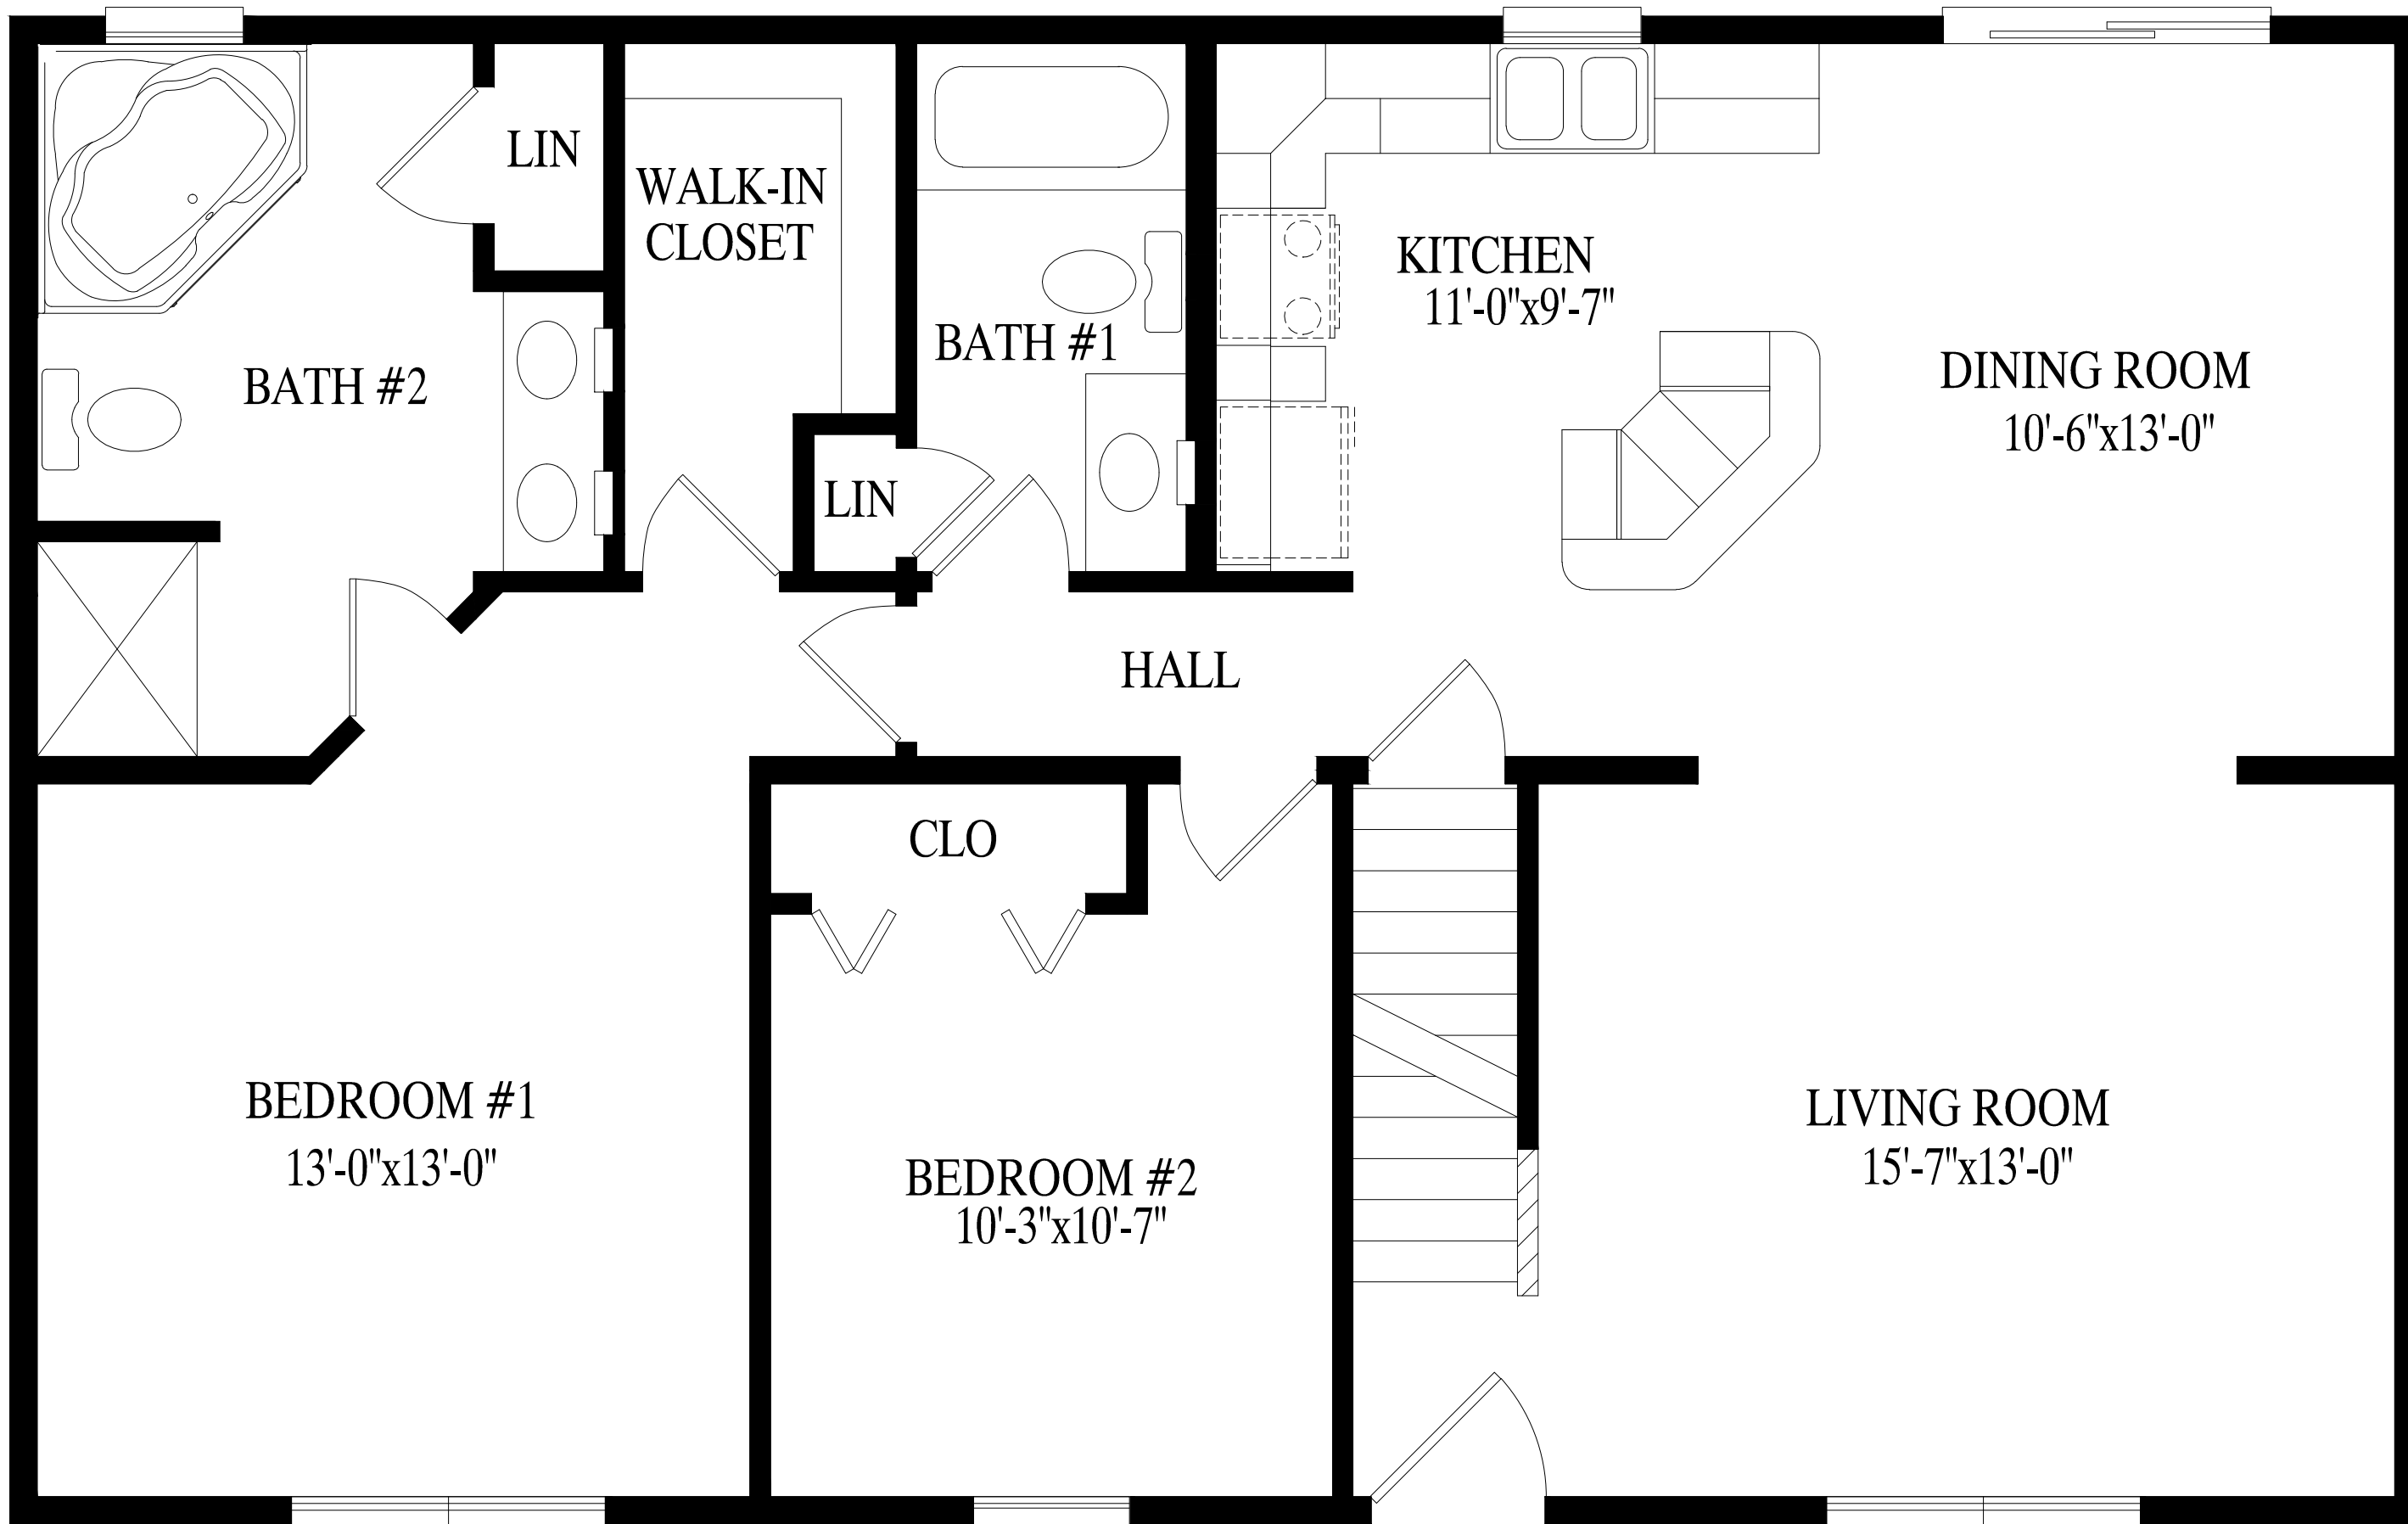 LIN
WALK-IN
CLOSET
KITCHEN
11'-0"x9'-7"
BATH #1
BATH #2
DINING ROOM
10'-6"x13'-0"
LIN
HALL
CLO
BEDROOM #1
13'-0"x13'-0"
BEDROOM #2
10'-3"x10'-7"
LIVING ROOM
15'-7"x13'-0"